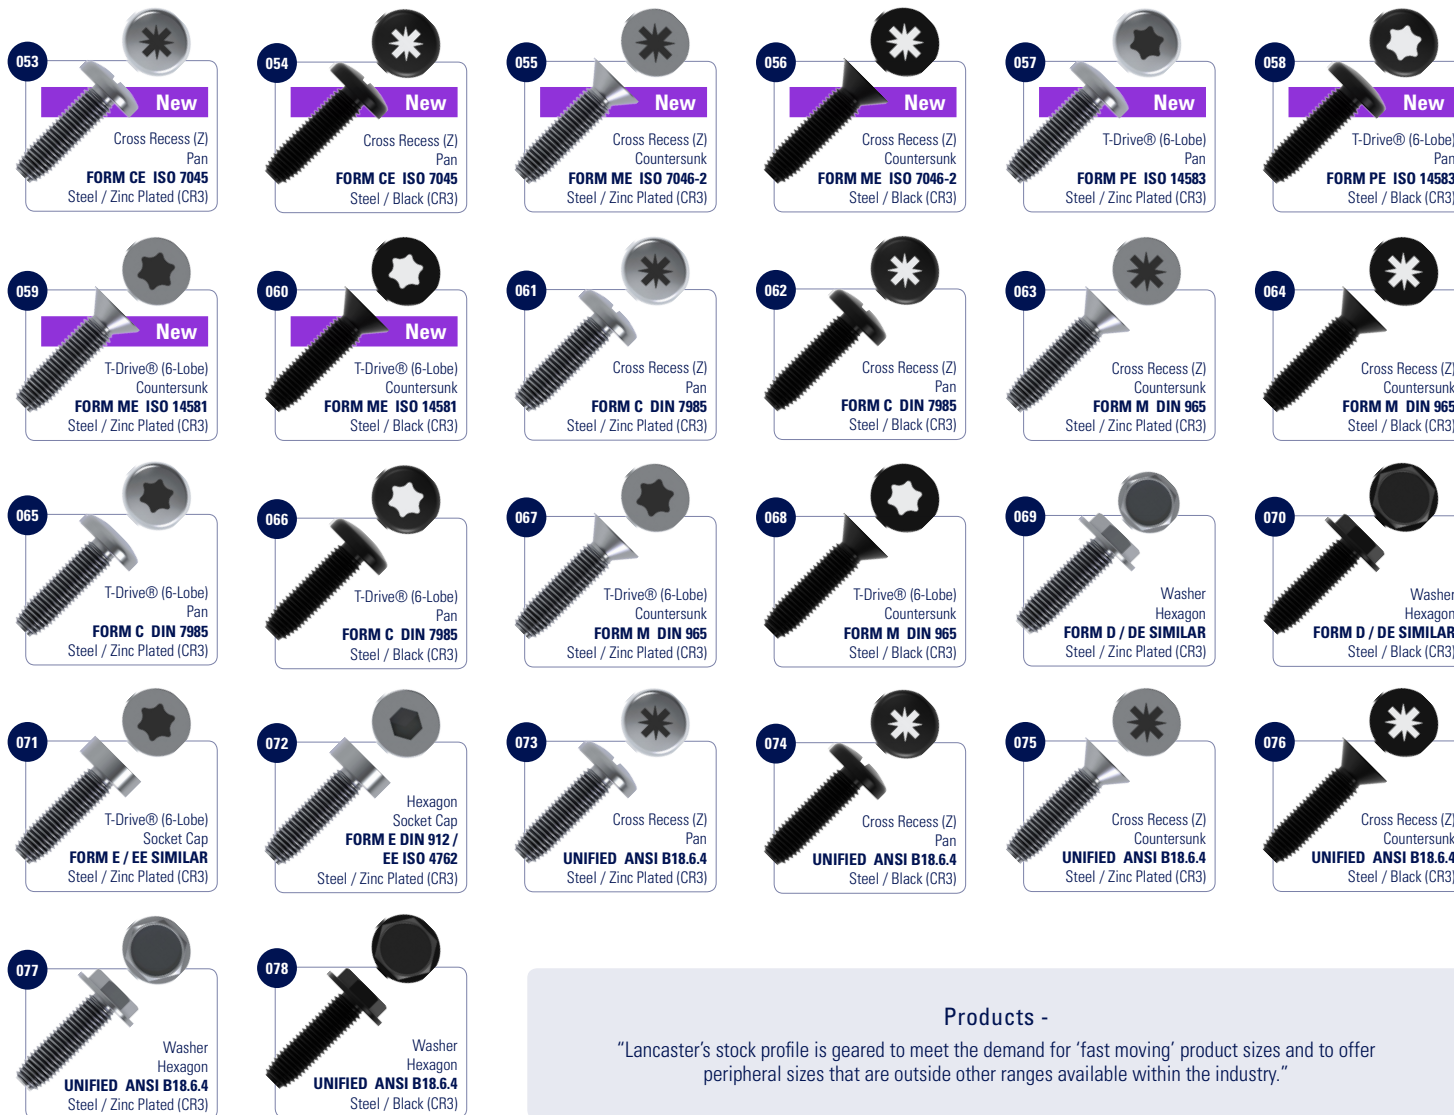 053
New
Cross Recess (Z)
Pan
FORM CE ISO 7045
Steel / Zinc Plated (CR3)
054
New
Cross Recess (Z)
Pan
FORM CE ISO 7045
Steel / Black (CR3)
055
New
Cross Recess (Z)
Countersunk
FORM ME ISO 7046-2
Steel / Zinc Plated (CR3)
056
New
Cross Recess (Z)
Countersunk
FORM ME ISO 7046-2
Steel / Black (CR3)
057
New
T-Drive® (6-Lobe)
Pan
FORM PE ISO 14583
Steel / Zinc Plated (CR3)
058
New
T-Drive® (6-Lobe)
Pan
FORM PE ISO 14583
Steel / Black (CR3)
059
New
T-Drive® (6-Lobe)
Countersunk
FORM ME ISO 14581
Steel / Zinc Plated (CR3)
060
New
T-Drive® (6-Lobe)
Countersunk
FORM ME ISO 14581
Steel / Black (CR3)
061
Cross Recess (Z)
Pan
FORM C DIN 7985
Steel / Zinc Plated (CR3)
062
Cross Recess (Z)
Pan
FORM C DIN 7985
Steel / Black (CR3)
063
Cross Recess (Z)
Countersunk
FORM M DIN 965
Steel / Zinc Plated (CR3)
064
Cross Recess (Z)
Countersunk
FORM M DIN 965
Steel / Black (CR3)
065
T-Drive® (6-Lobe)
Pan
FORM C DIN 7985
Steel / Zinc Plated (CR3)
066
T-Drive® (6-Lobe)
Pan
FORM C DIN 7985
Steel / Black (CR3)
067
T-Drive® (6-Lobe)
Countersunk
FORM M DIN 965
Steel / Zinc Plated (CR3)
068
T-Drive® (6-Lobe)
Countersunk
FORM M DIN 965
Steel / Black (CR3)
069
Washer
Hexagon
FORM D / DE SIMILAR
Steel / Zinc Plated (CR3)
070
Washer
Hexagon
FORM D / DE SIMILAR
Steel / Black (CR3)
071
T-Drive® (6-Lobe)
Socket Cap
FORM E / EE SIMILAR
Steel / Zinc Plated (CR3)
072
Hexagon
Socket Cap
FORM E DIN 912 /
EE ISO 4762
Steel / Zinc Plated (CR3)
073
Cross Recess (Z)
Pan
UNIFIED ANSI B18.6.4
Steel / Zinc Plated (CR3)
074
Cross Recess (Z)
Pan
UNIFIED ANSI B18.6.4
Steel / Black (CR3)
075
Cross Recess (Z)
Countersunk
UNIFIED ANSI B18.6.4
Steel / Zinc Plated (CR3)
076
Cross Recess (Z)
Countersunk
UNIFIED ANSI B18.6.4
Steel / Black (CR3)
077
Washer
Hexagon
UNIFIED ANSI B18.6.4
Steel / Zinc Plated (CR3)
078
Washer
Hexagon
UNIFIED ANSI B18.6.4
Steel / Black (CR3)
Products -
“Lancaster’s stock profile is geared to meet the demand for ‘fast moving’ product sizes and to offer
peripheral sizes that are outside other ranges available within the industry.”